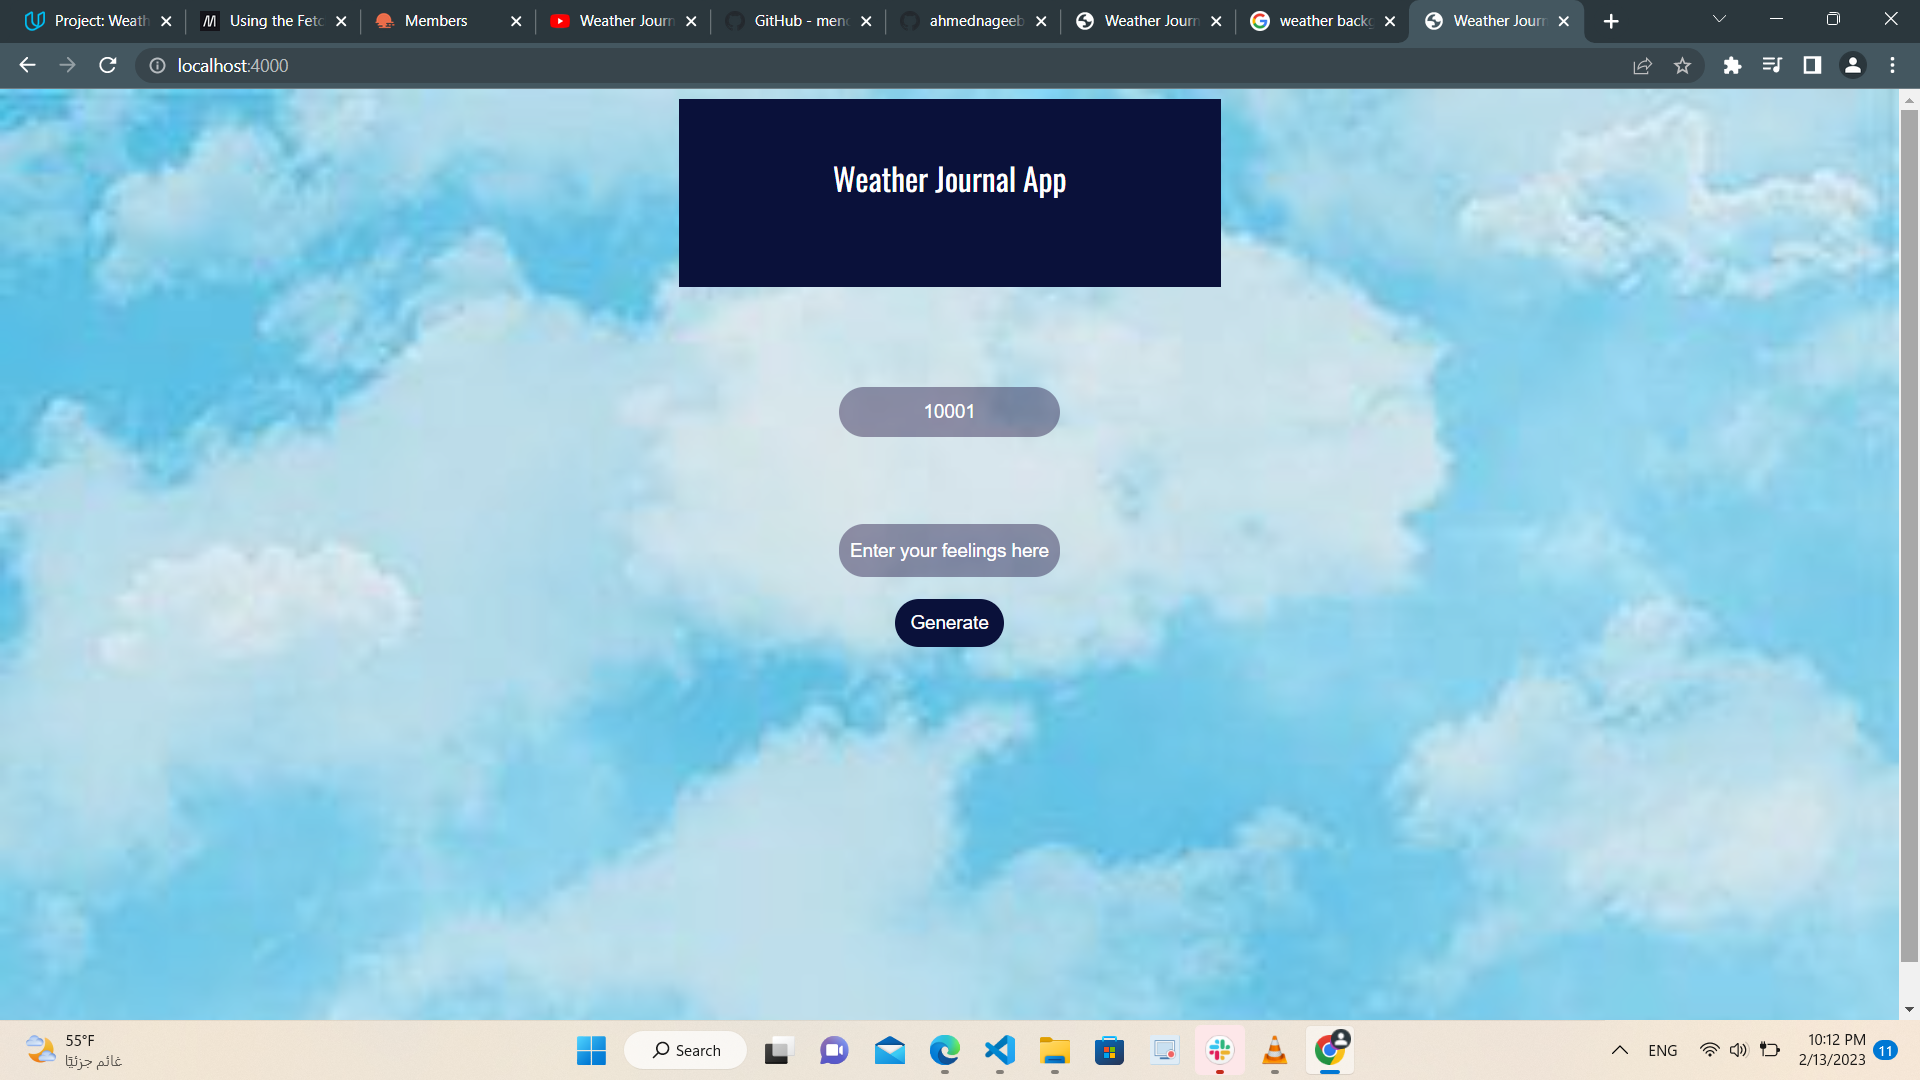 Project: Weath
Using the Fetc
Members
Weather Journ
GitHub - men
ahmednageeb
Weather Journ
weather backg
Weather Journ
localhost:4000
Weather Journal App
10001
Enter your feelings here
Generate
55°F
غائم جزئيًا
Search
ENG
10:12 PM
2/13/2023
11